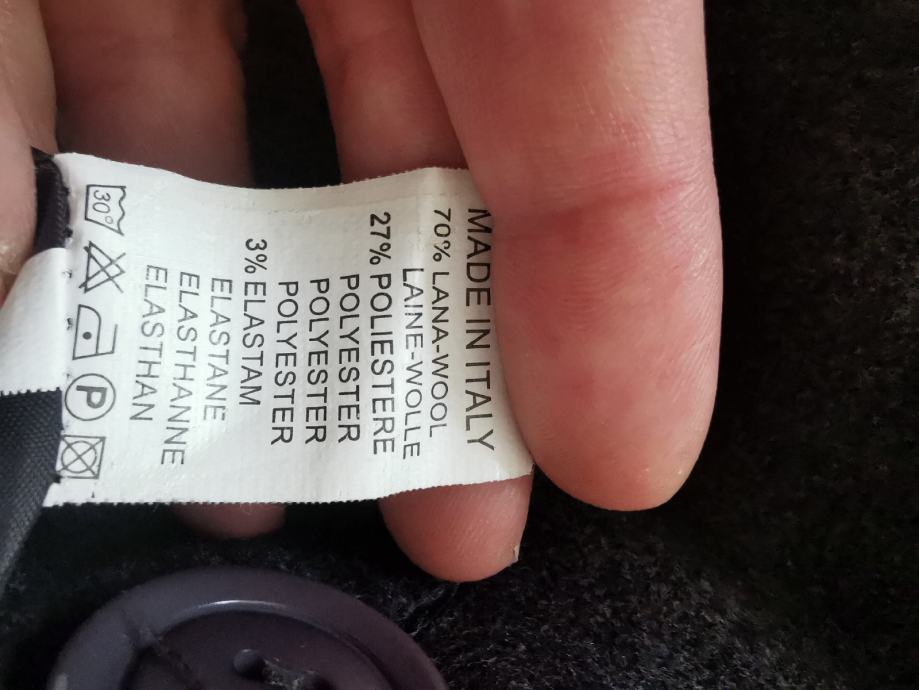 MADE IN ITALY
70% LANA-WOOL
LAINE-WOLLE
27% POLIESTERE
POLYESTER
POLYESTER
POLYESTER
3% ELASTAM
ELASTANE
ELASTHANNE
ELASTHAN
30°
P